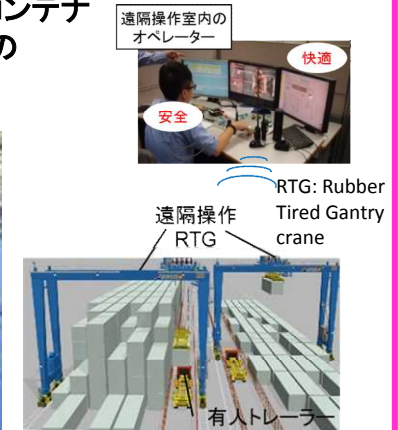 コンテナ
の
遠隔操作室内の
オペレーター
快適
安全
RTG: Rubber
Tired Gantry
crane
遠隔操作
RTG
有人トレーラー